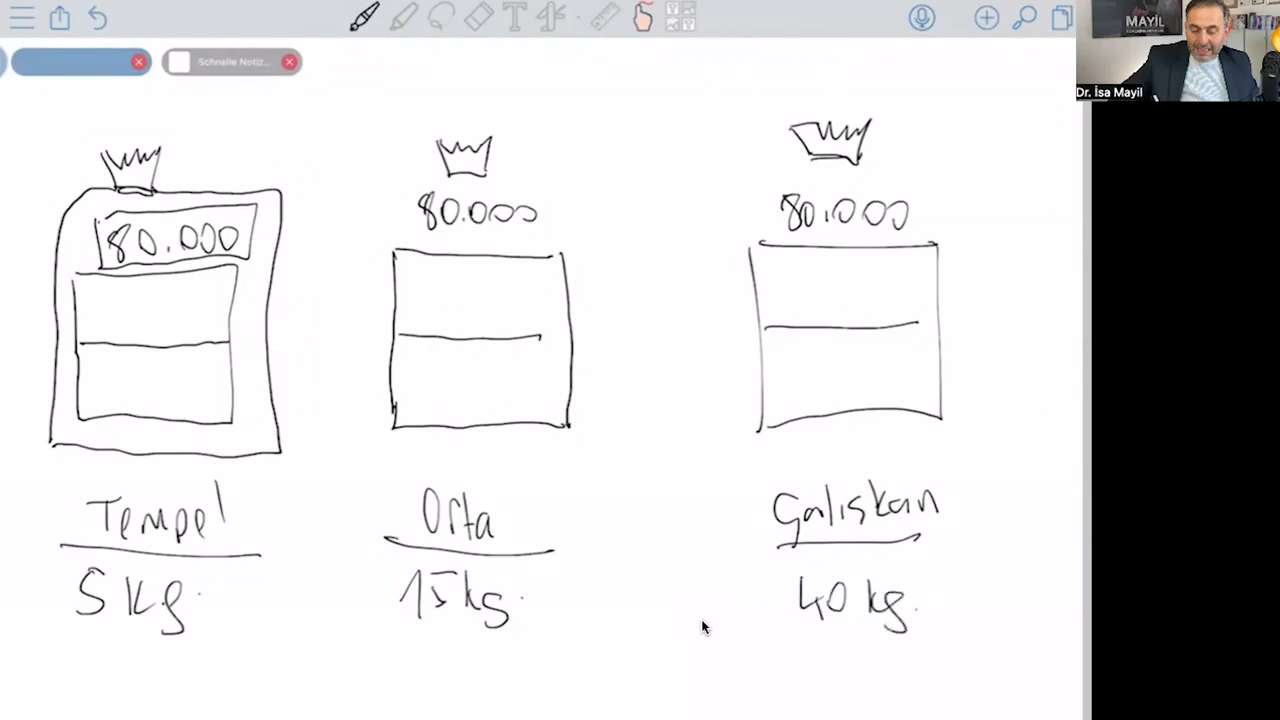 Schnelle Notiz...
MAYİL
Dr. İsa Mayil
80.000
80.000
80.000
Tempel
Orta
Çalışkan
5 kg.
15 kg.
40 kg.